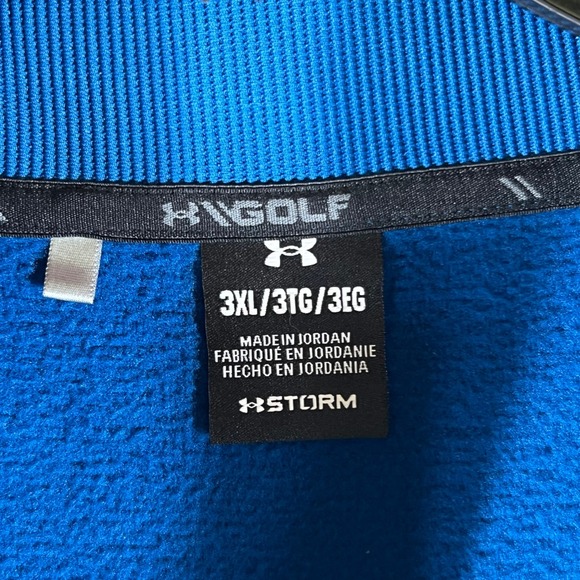 \\GOLF
3XL/3TG/3EG
MADE IN JORDAN
FABRIQUÉ EN JORDANIE
HECHO EN JORDANIA
STORM